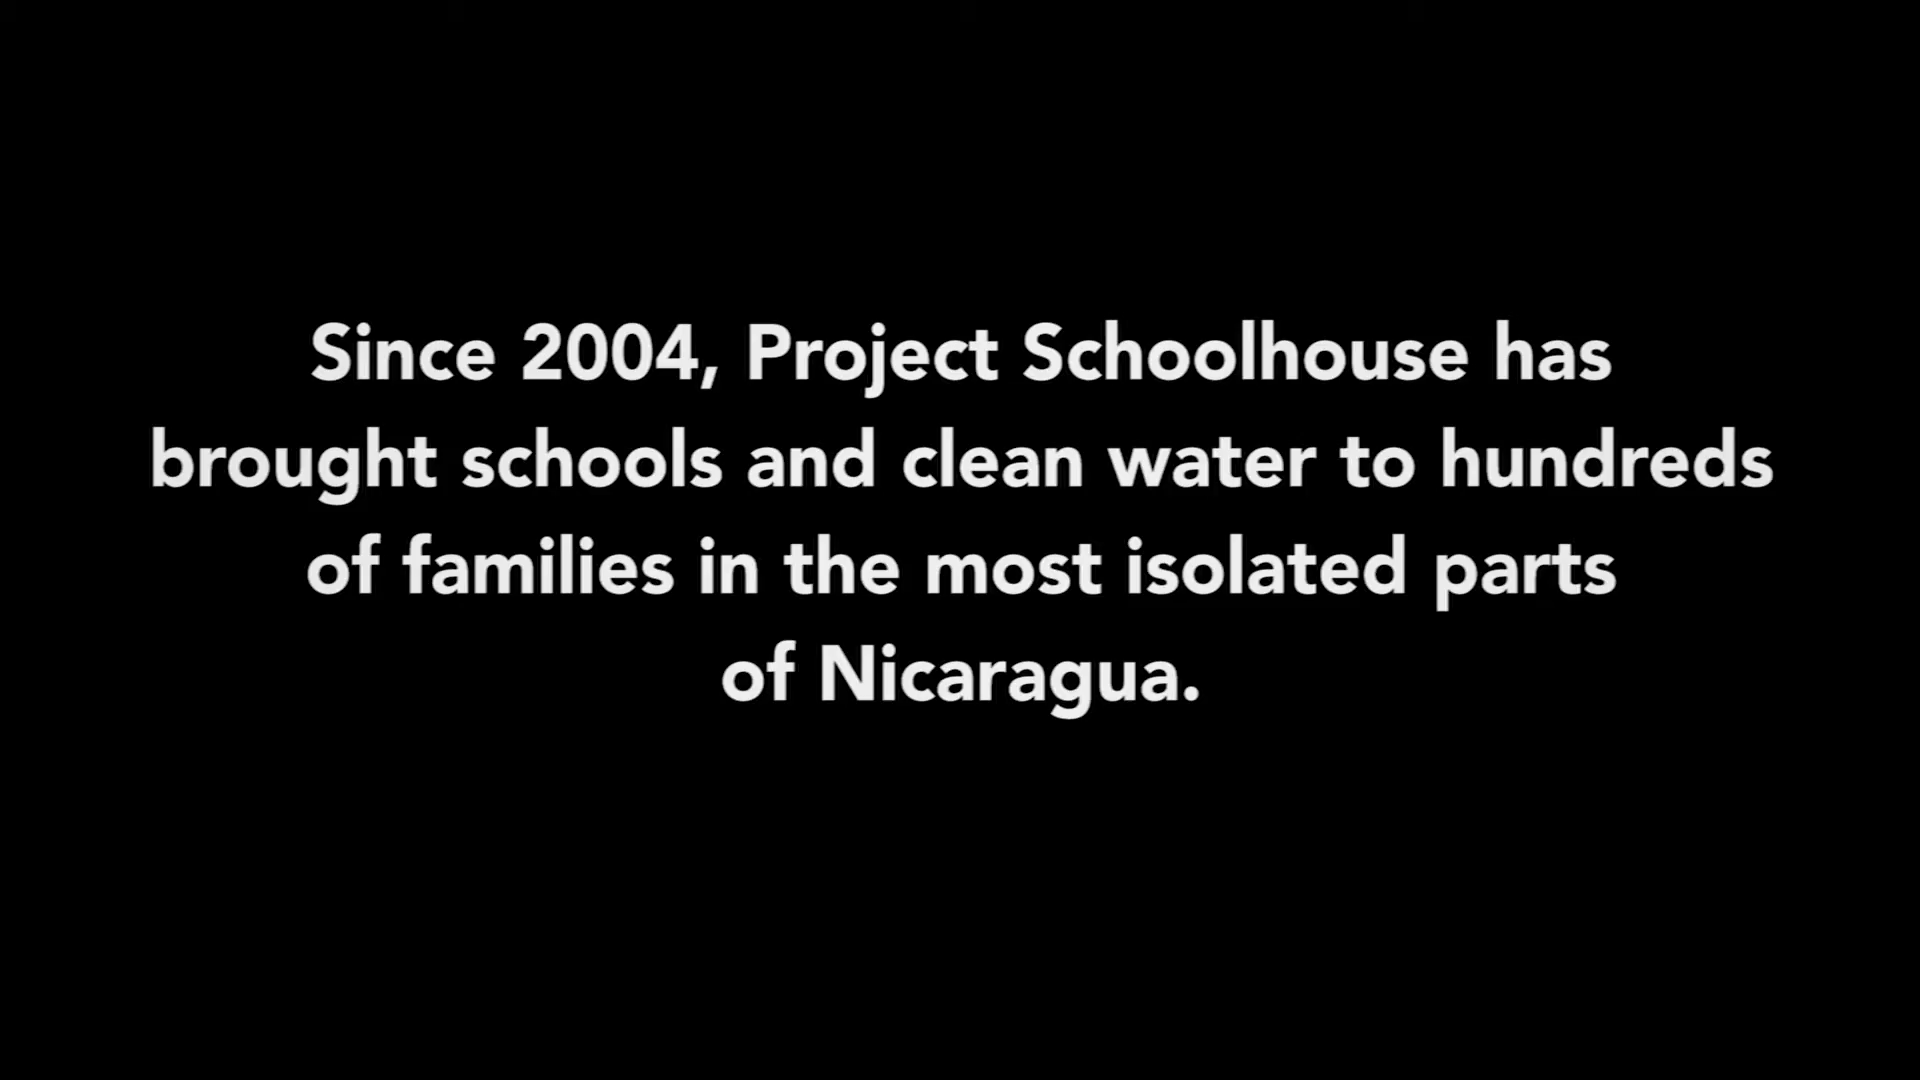 Since 2004, Project Schoolhouse has
brought schools and clean water to hundreds
of families in the most isolated parts
of Nicaragua.